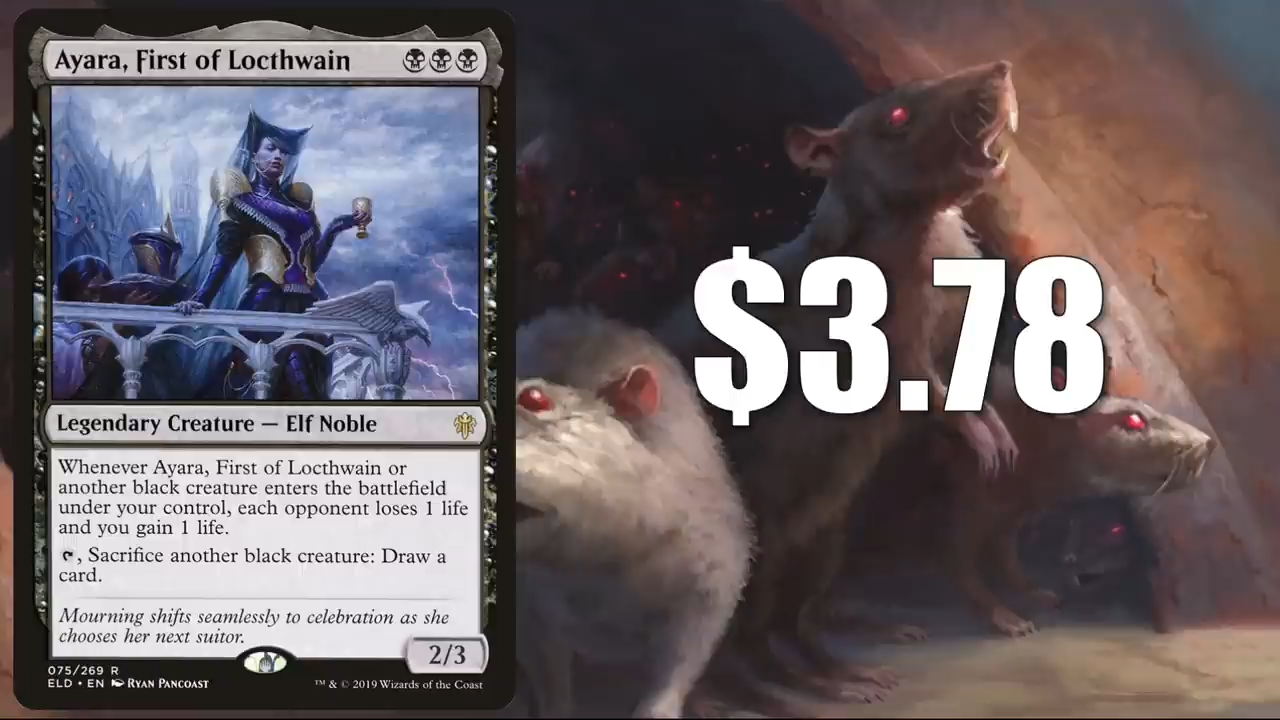 Ayara, First of Locthwain
Legendary Creature — Elf Noble
Whenever Ayara, First of Locthwain or
another black creature enters the battlefield
under your control, each opponent loses 1 life
and you gain 1 life.
, Sacrifice another black creature: Draw a
card.
Mourning shifts seamlessly to celebration as she
chooses her next suitor.
2/3
075/269 R
ELD • EN Ryan Pancoast
™ & © 2019 Wizards of the Coast
$3.78